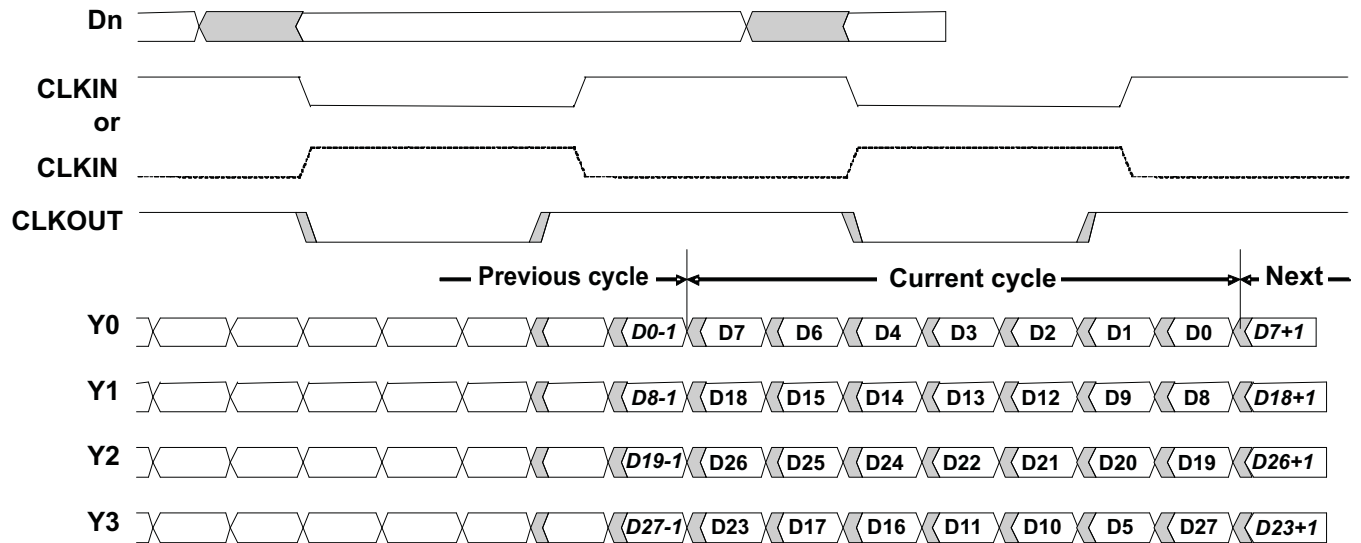 Dn
CLKIN
or
CLKIN
CLKOUT
Previous cycle
Current cycle
Next
Y0
D0-1 D7 D6 D4 D3 D2 D1 D0 D7+1
Y1
D8-1 D18 D15 D14 D13 D12 D9 D8 D18+1
Y2
D19-1 D26 D25 D24 D22 D21 D20 D19 D26+1
Y3
D27-1 D23 D17 D16 D11 D10 D5 D27 D23+1